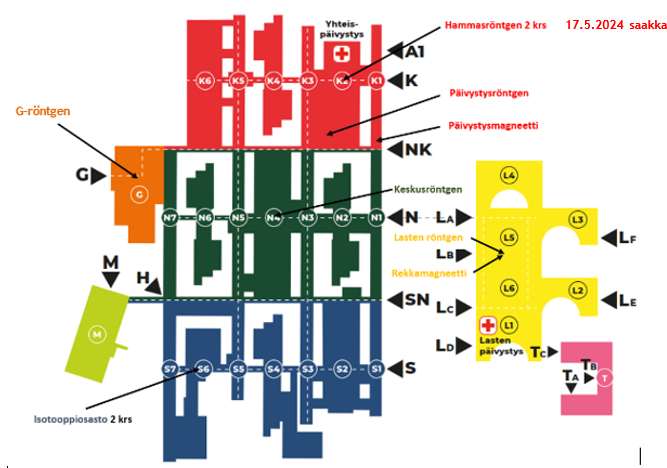 Hammasröntgen 2 krs
17.5.2024 saakka
Yhteis-
päivystys
A1
K6
K5
K4
K3
K2
K1
K
Päivystysröntgen
G-röntgen
Päivystysmagneetti
NK
G
G
L4
Keskusröntgen
N7
N6
N5
N4
N3
N2
N1
N
LA
L3
Lasten röntgen
L5
LF
LB
M
H
Rekkamagneetti
L6
L2
SN
LC
LE
M
L1
LD
Lasten
päivystys
TC
TB
TA
T
S7
S6
S5
S4
S3
S2
S1
S
Isotooppiosasto 2 krs